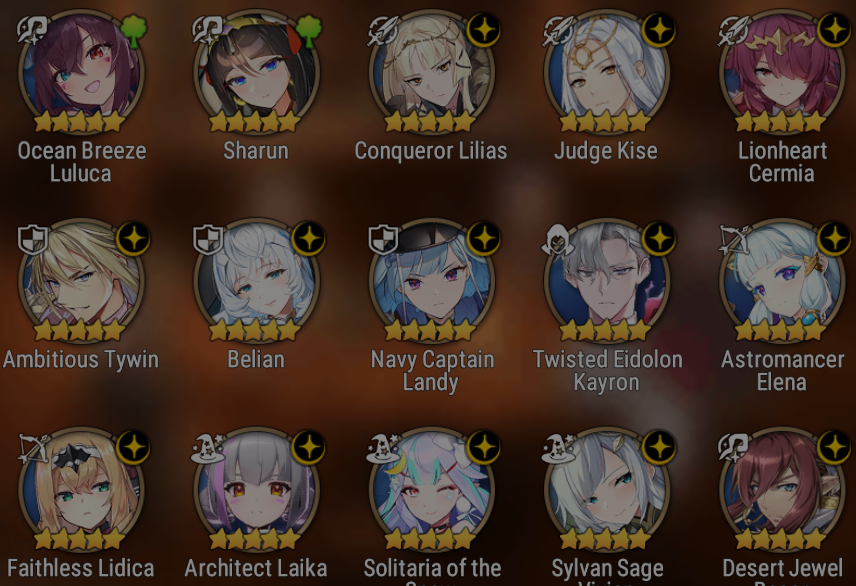 Ocean Breeze
Luluca
Sharun
Conqueror Lilias
Judge Kise
Lionheart
Cermia
Ambitious Tywin
Belian
Navy Captain
Landy
Twisted Eidolon
Kayron
Astromancer
Elena
Faithless Lidica
Architect Laika
Solitaria of the
Sylvan Sage
Desert Jewel